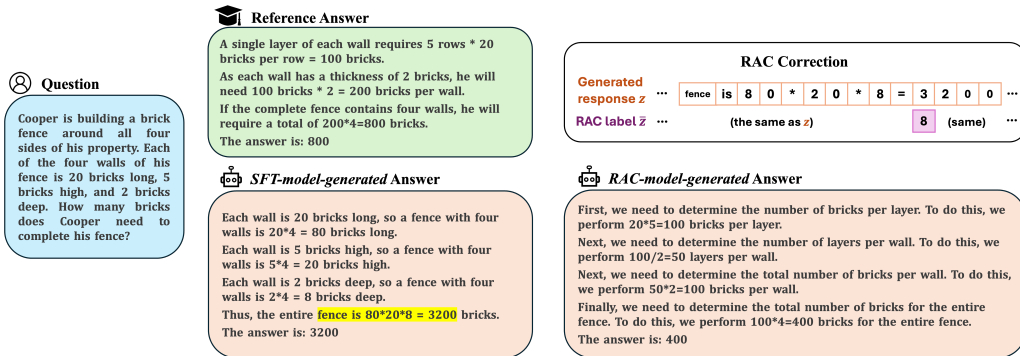 Question
Cooper is building a brick
fence around all four
sides of his property. Each
of the four walls of his
fence is 20 bricks long, 5
bricks high, and 2 bricks
deep. How many bricks
does Cooper need to
complete his fence?
Reference Answer
A single layer of each wall requires 5 rows * 20
bricks per row = 100 bricks.
As each wall has a thickness of 2 bricks, he will
need 100 bricks * 2 = 200 bricks per wall.
If the complete fence contains four walls, he will
require a total of 200*4=800 bricks.
The answer is: 800
SFT-model-generated Answer
Each wall is 20 bricks long, so a fence with four
walls is 20*4 = 80 bricks long.
Each wall is 5 bricks high, so a fence with four
walls is 5*4 = 20 bricks high.
Each wall is 2 bricks deep, so a fence with four
walls is 2*4 = 8 bricks deep.
Thus, the entire fence is 80*20*8 = 3200 bricks.
The answer is: 3200
RAC Correction
Generated
response z ... fence is 8 0 * 2 0 * 8 = 3 2 0 0 ...
RAC label z̃ ... (the same as z) 8 (same) ...
RAC-model-generated Answer
First, we need to determine the number of bricks per layer. To do this, we
perform 20*5=100 bricks per layer.
Next, we need to determine the number of layers per wall. To do this, we
perform 100/2=50 layers per wall.
Next, we need to determine the total number of bricks per wall. To do this,
we perform 50*2=100 bricks per wall.
Finally, we need to determine the total number of bricks for the entire
fence. To do this, we perform 100*4=400 bricks for the entire fence.
The answer is: 400